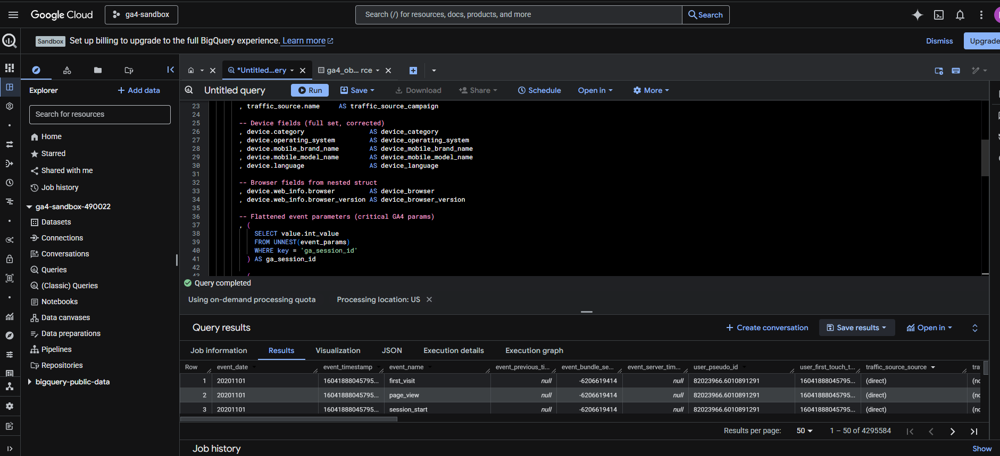 Google Cloud
ga4-sandbox
Search (/) for resources, docs, products, and more
Search
Sandbox
Set up billing to upgrade to the full BigQuery experience. Learn more
Dismiss
Upgrade
*Untitled...ery
ga4_ob... rce
Explorer
+ Add data
Search for resources
Home
Starred
Shared with me
Job history
ga4-sandbox-490022
Datasets
Connections
Conversations
Queries
(Classic) Queries
Notebooks
Data canvases
Data preparations
Pipelines
Repositories
bigquery-public-data
Untitled query
Run
Save
Download
Share
Schedule
Open in
More
23 , traffic_source.name AS traffic_source_campaign
24
25 -- Device fields (full set, corrected)
26 , device.category AS device_category
27 , device.operating_system AS device_operating_system
28 , device.mobile_brand_name AS device_mobile_brand_name
29 , device.mobile_model_name AS device_mobile_model_name
30 , device.language AS device_language
31
32 -- Browser fields from nested struct
33 , device.web_info.browser AS device_browser
34 , device.web_info.browser_version AS device_browser_version
35
36 -- Flattened event parameters (critical GA4 params)
37 , (
38 SELECT value.int_value
39 FROM UNNEST(event_params)
40 WHERE key = 'ga_session_id'
41 ) AS ga_session_id
42
Query completed
Using on-demand processing quota
Processing location: US
Query results
+ Create conversation
Save results
Open in
Job information
Results
Visualization
JSON
Execution details
Execution graph
Row event_date event_timestamp event_name event_previous_ti... event_bundle_se... event_server_tim... user_pseudo_id user_first_touch_t... traffic_source_source tra
1 20201101 16041888045795... first_visit null -6206619414 null 82023966.6010891291 16041888045795... (direct) (nc
2 20201101 16041888045795... page_view null -6206619414 null 82023966.6010891291 16041888045795... (direct) (nc
3 20201101 16041888045795... session_start null -6206619414 null 82023966.6010891291 16041888045795... (direct) (nc
Results per page: 50 1 – 50 of 4295584
Job history
Show